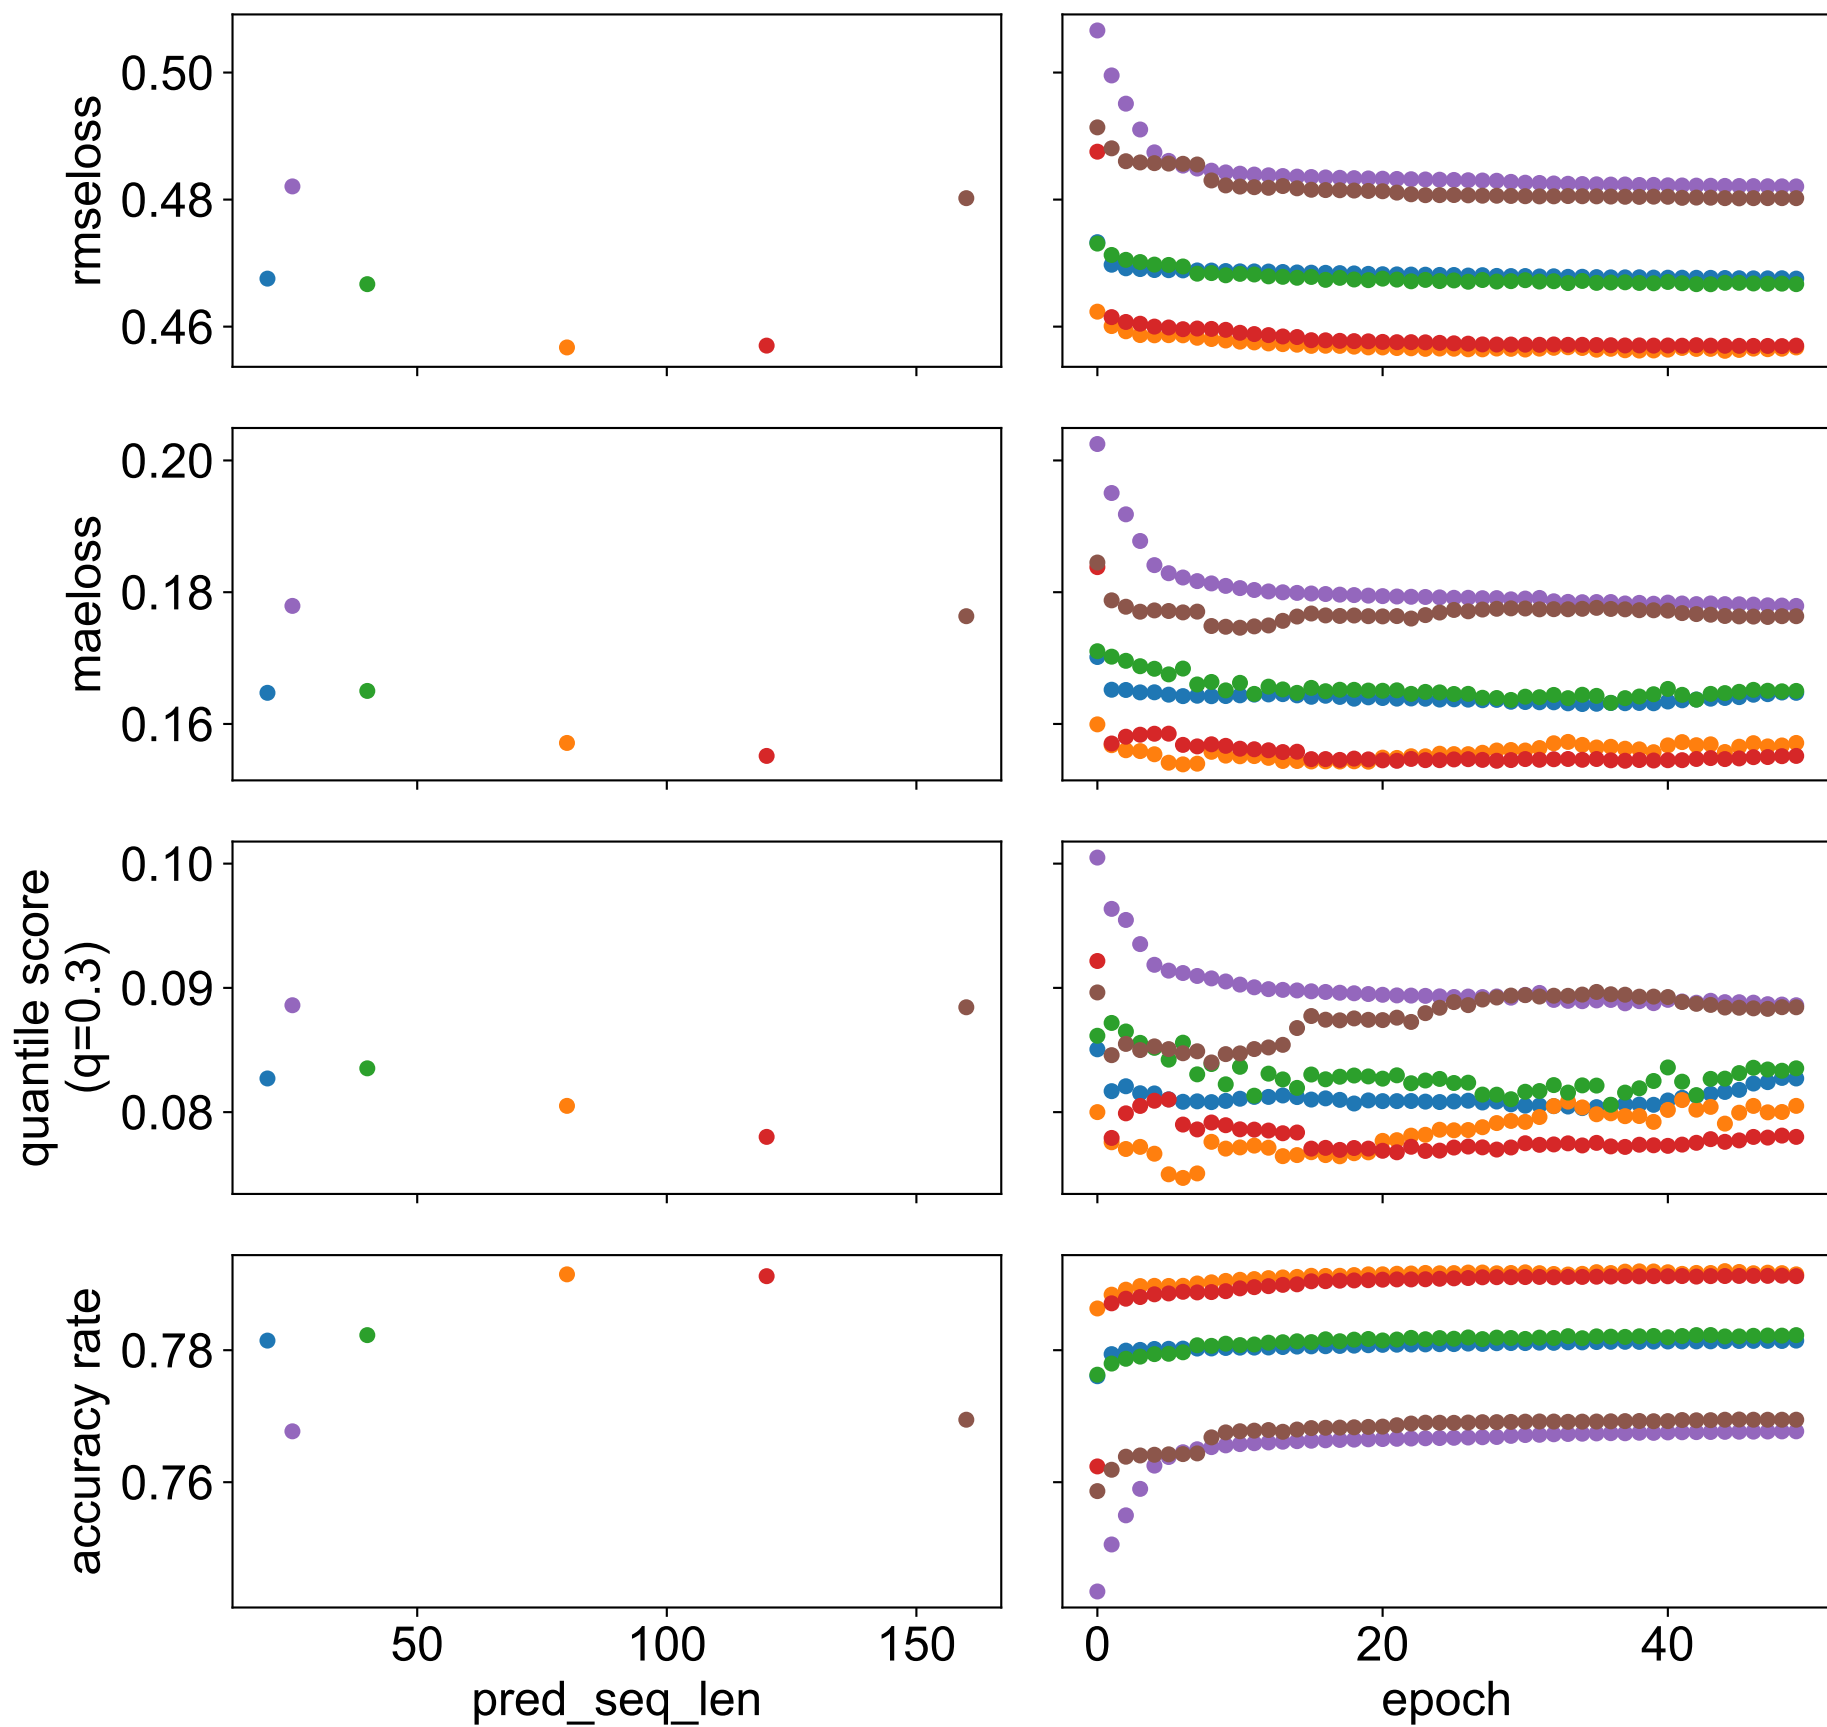 0.50
0.48
0.46
rmseloss
0.20
0.18
0.16
maeloss
0.10
0.09
0.08
quantile score
(q=0.3)
0.78
0.76
accuracy rate
50 100 150
pred_seq_len
0 20 40
epoch